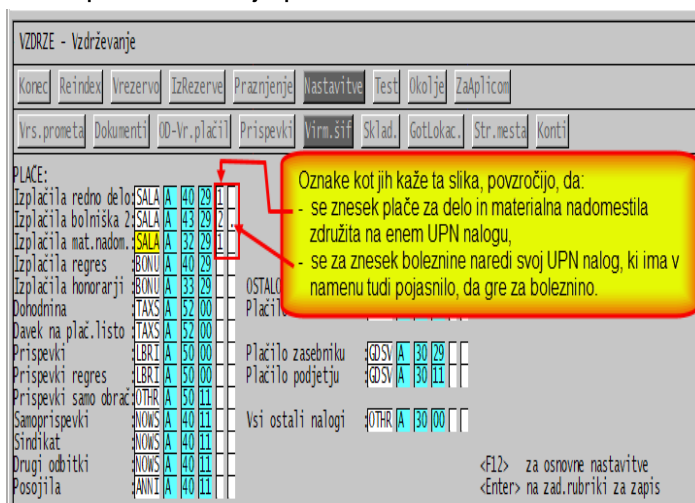 VZDRZE - Vzdrževanje
Konec Reindex Vrezervo IzRezerve Praznjenje Nastavitve Test Okolje ZaAplicom
Vrs.prometa Dokumenti OD-Vr.plačil Prispevki Virm.šif Sklad. GotLokac. Str.mesta Konti
PLAČE:
Izplačila redno delo:SALA A 40 29 1
Izplačila bolniška 2:SALA A 43 29 2 .
Izplačila mat.nadom.:SALA A 32 29 1
Izplačila regres :BONU A 40 29
Izplačila honorarji :BONU A 33 29
Dohodnina :TAXS A 52 00
Davek na plač.listo :TAXS A 52 00
Prispevki :LBRI A 50 00
Prispevki regres :LBRI A 50 00
Prispevki samo obrač:OTHR A 50 11
Samoprispevki :NOWS A 40 11
Sindikat :NOWS A 40 11
Drugi odbitki :NOWS A 40 11
Posojila :ANNI A 40 11
Oznake kot jih kaže ta slika, povzročijo, da:
- se znesek plače za delo in materialna nadomestila
združita na enem UPN nalogu,
- se za znesek boleznine naredi svoj UPN nalog, ki ima v
namenu tudi pojasnilo, da gre za boleznino.
OSTALO
Plačilo
Plačilo zasebniku :GDSV A 30 29
Plačilo podjetju :GDSV A 30 11
Vsi ostali nalogi :OTHR A 30 00
<F12> za osnovne nastavitve
<Enter> na zad.rubriki za zapis